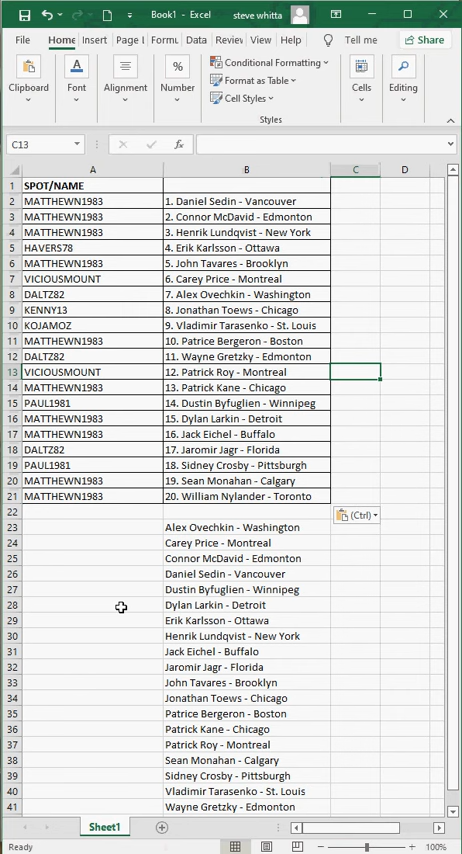 Book1 - Excel
steve whitta
File Home Insert Page l Formu Data Review View Help Tell me Share
Clipboard Font Alignment Number Conditional Formatting Format as Table Cell Styles Styles Cells Editing
C13 fx
A B C D
1 SPOT/NAME
2 MATTHEWN1983 1. Daniel Sedin - Vancouver
3 MATTHEWN1983 2. Connor McDavid - Edmonton
4 MATTHEWN1983 3. Henrik Lundqvist - New York
5 HAVERS78 4. Erik Karlsson - Ottawa
6 MATTHEWN1983 5. John Tavares - Brooklyn
7 VICIOUSMOUNT 6. Carey Price - Montreal
8 DALTZ82 7. Alex Ovechkin - Washington
9 KENNY13 8. Jonathan Toews - Chicago
10 KOJAMOZ 9. Vladimir Tarasenko - St. Louis
11 MATTHEWN1983 10. Patrice Bergeron - Boston
12 DALTZ82 11. Wayne Gretzky - Edmonton
13 VICIOUSMOUNT 12. Patrick Roy - Montreal
14 MATTHEWN1983 13. Patrick Kane - Chicago
15 PAUL1981 14. Dustin Byfuglien - Winnipeg
16 MATTHEWN1983 15. Dylan Larkin - Detroit
17 MATTHEWN1983 16. Jack Eichel - Buffalo
18 DALTZ82 17. Jaromir Jagr - Florida
19 PAUL1981 18. Sidney Crosby - Pittsburgh
20 MATTHEWN1983 19. Sean Monahan - Calgary
21 MATTHEWN1983 20. William Nylander - Toronto
22 (Ctrl)
23 Alex Ovechkin - Washington
24 Carey Price - Montreal
25 Connor McDavid - Edmonton
26 Daniel Sedin - Vancouver
27 Dustin Byfuglien - Winnipeg
28 Dylan Larkin - Detroit
29 Erik Karlsson - Ottawa
30 Henrik Lundqvist - New York
31 Jack Eichel - Buffalo
32 Jaromir Jagr - Florida
33 John Tavares - Brooklyn
34 Jonathan Toews - Chicago
35 Patrice Bergeron - Boston
36 Patrick Kane - Chicago
37 Patrick Roy - Montreal
38 Sean Monahan - Calgary
39 Sidney Crosby - Pittsburgh
40 Vladimir Tarasenko - St. Louis
41 Wayne Gretzky - Edmonton
Sheet1
Ready 100%